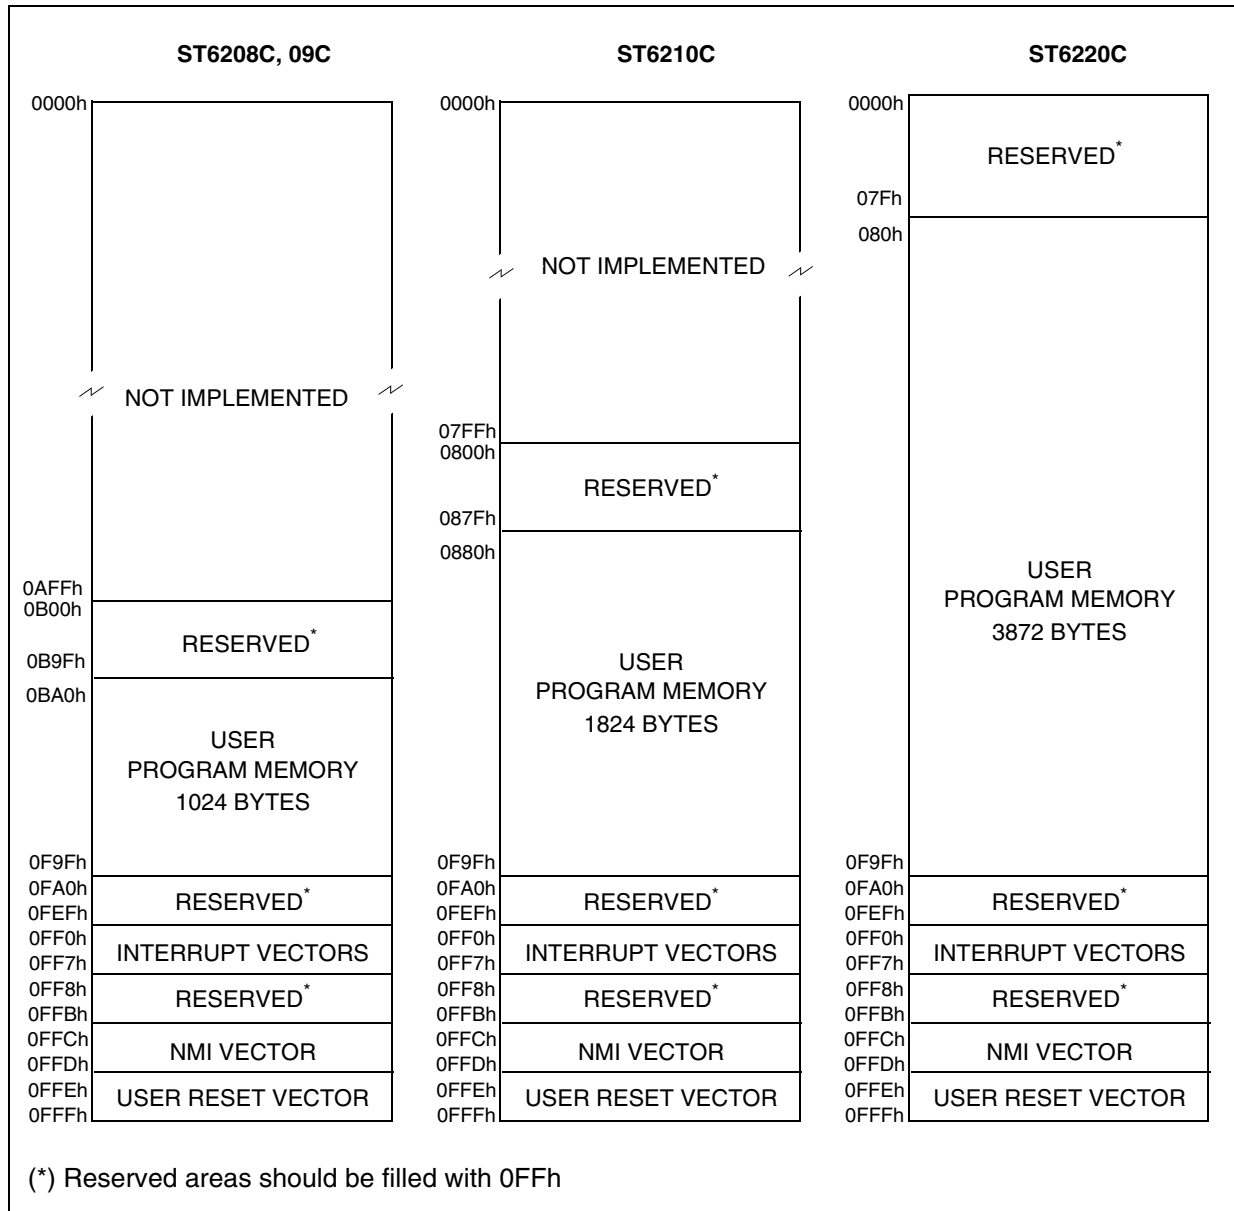 ST6208C, 09C
0000h
NOT IMPLEMENTED
0AFFh
0B00h
RESERVED*
0B9Fh
0BA0h
USER
PROGRAM MEMORY
1024 BYTES
0F9Fh
0FA0h
RESERVED*
0FEFh
0FF0h
INTERRUPT VECTORS
0FF7h
0FF8h
RESERVED*
0FFBh
0FFCh
NMI VECTOR
0FFDh
0FFEh
USER RESET VECTOR
0FFFh
ST6210C
0000h
NOT IMPLEMENTED
07FFh
0800h
RESERVED*
087Fh
0880h
USER
PROGRAM MEMORY
1824 BYTES
0F9Fh
0FA0h
RESERVED*
0FEFh
0FF0h
INTERRUPT VECTORS
0FF7h
0FF8h
RESERVED*
0FFBh
0FFCh
NMI VECTOR
0FFDh
0FFEh
USER RESET VECTOR
0FFFh
ST6220C
0000h
RESERVED*
07Fh
080h
USER
PROGRAM MEMORY
3872 BYTES
0F9Fh
0FA0h
RESERVED*
0FEFh
0FF0h
INTERRUPT VECTORS
0FF7h
0FF8h
RESERVED*
0FFBh
0FFCh
NMI VECTOR
0FFDh
0FFEh
USER RESET VECTOR
0FFFh
(*) Reserved areas should be filled with 0FFh